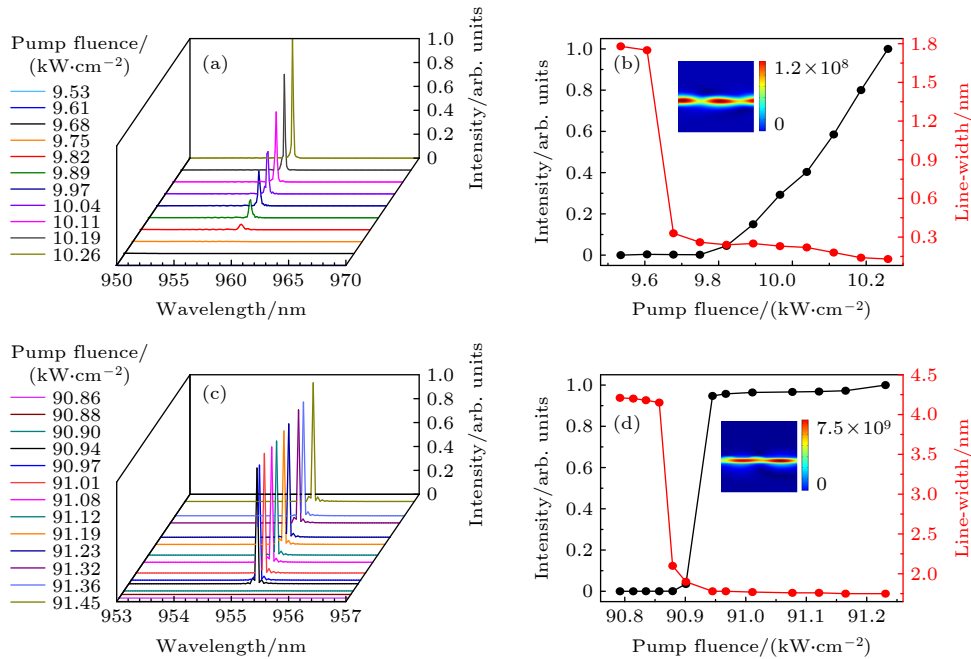 Pump fluence/
(kW·cm⁻²)
9.53
9.61
9.68
9.75
9.82
9.89
9.97
10.04
10.11
10.19
10.26
(a)
1.0
0.8
0.6
0.4
0.2
0
Intensity/arb. units
950 955 960 965 970
Wavelength/nm
(b)
1.0
0.8
0.6
0.4
0.2
0
Intensity/arb. units
1.2×10⁸
0
1.8
1.5
1.2
0.9
0.6
0.3
Line-width/nm
9.6 9.8 10.0 10.2
Pump fluence/(kW·cm⁻²)
Pump fluence/
(kW·cm⁻²)
90.86
90.88
90.90
90.94
90.97
91.01
91.08
91.12
91.19
91.23
91.32
91.36
91.45
(c)
1.0
0.8
0.6
0.4
0.2
0
Intensity/arb. units
953 954 955 956 957
Wavelength/nm
(d)
1.0
0.8
0.6
0.4
0.2
0
Intensity/arb. units
7.5×10⁹
0
4.5
4.0
3.5
3.0
2.5
2.0
Line-width/nm
90.8 90.9 91.0 91.1 91.2
Pump fluence/(kW·cm⁻²)